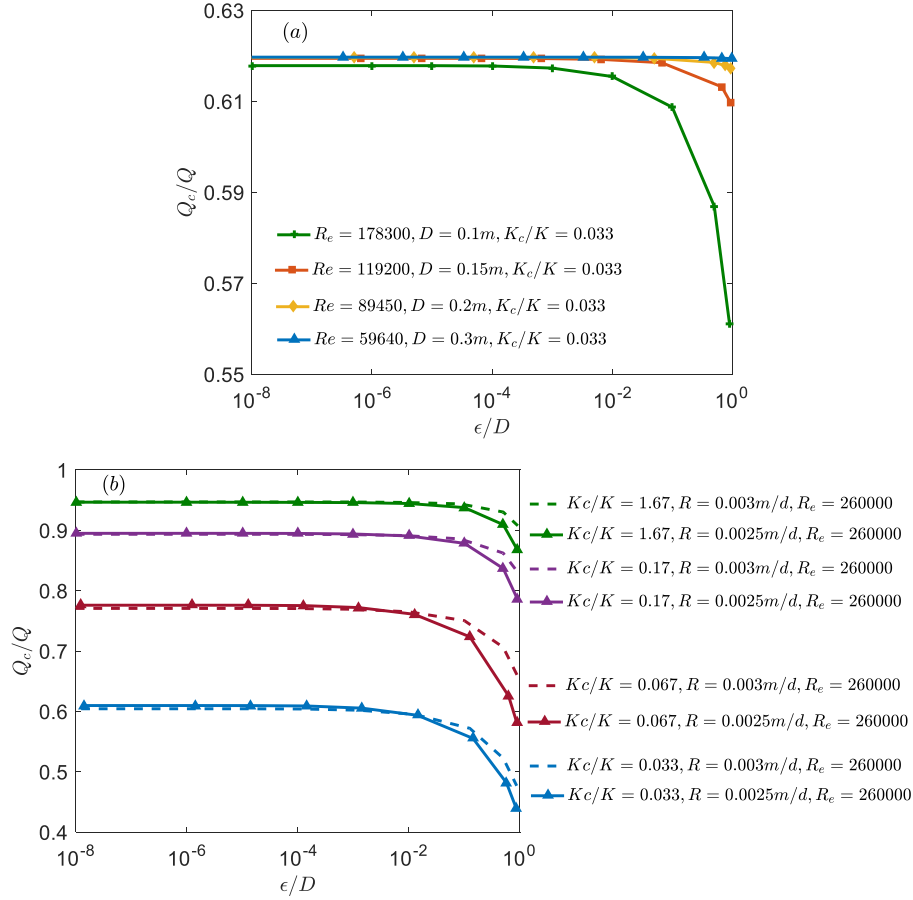 (a)
0.63
0.61
0.59
0.57
0.55
Q_c/Q
R_e = 178300, D = 0.1m, K_c/K = 0.033
Re = 119200, D = 0.15m, K_c/K = 0.033
Re = 89450, D = 0.2m, K_c/K = 0.033
Re = 59640, D = 0.3m, K_c/K = 0.033
10^-8 10^-6 10^-4 10^-2 10^0
ϵ/D
(b)
1
0.9
0.8
0.7
0.6
0.5
0.4
Q_c/Q
10^-8 10^-6 10^-4 10^-2 10^0
ϵ/D
Kc/K = 1.67, R = 0.003m/d, R_e = 260000
Kc/K = 1.67, R = 0.0025m/d, R_e = 260000
Kc/K = 0.17, R = 0.003m/d, R_e = 260000
Kc/K = 0.17, R = 0.0025m/d, R_e = 260000
Kc/K = 0.067, R = 0.003m/d, R_e = 260000
Kc/K = 0.067, R = 0.0025m/d, R_e = 260000
Kc/K = 0.033, R = 0.003m/d, R_e = 260000
Kc/K = 0.033, R = 0.0025m/d, R_e = 260000